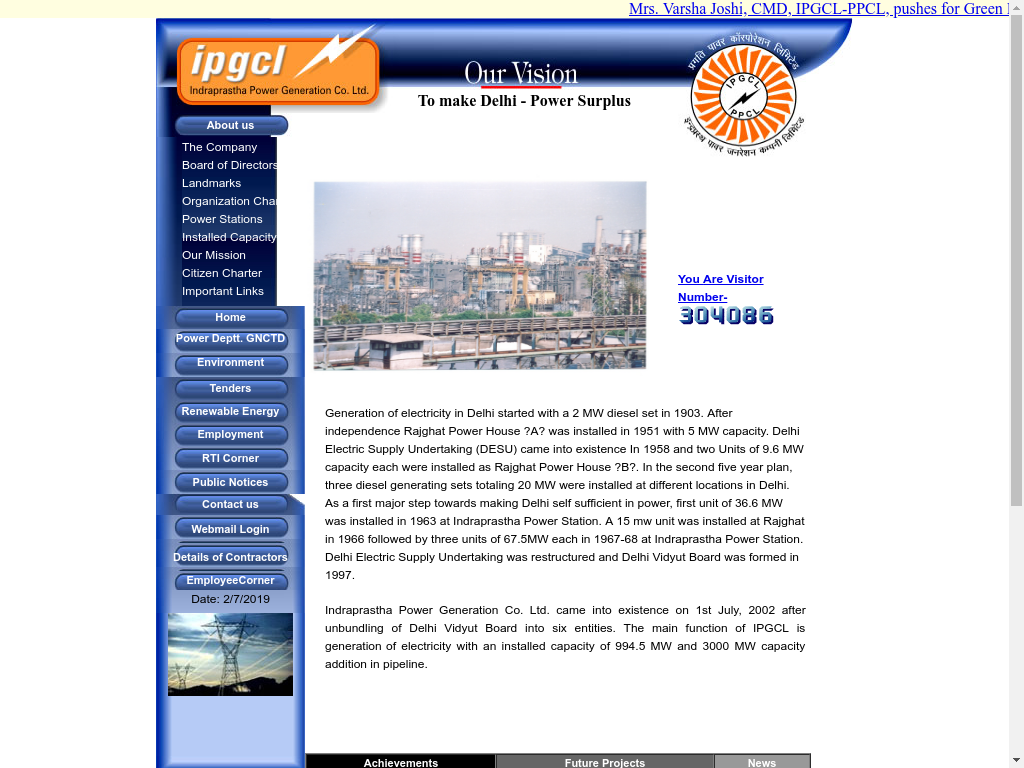 Mrs. Varsha Joshi, CMD, IPGCL-PPCL, pushes for Green
ipgcl
Indraprastha Power Generation Co. Ltd.
Our Vision
To make Delhi - Power Surplus
प्रगति पावर कॉरपोरेशन लिमिटेड
IPGCL
PPCL
इन्द्रप्रस्थ पावर जनरेशन कम्पनी लिमिटेड
About us
The Company
Board of Directors
Landmarks
Organization Char
Power Stations
Installed Capacity
Our Mission
Citizen Charter
Important Links
Home
Power Deptt. GNCTD
Environment
Tenders
Renewable Energy
Employment
RTI Corner
Public Notices
Contact us
Webmail Login
Details of Contractors
EmployeeCorner
Date: 2/7/2019
You Are Visitor
Number-
304086
Generation of electricity in Delhi started with a 2 MW diesel set in 1903. After
independence Rajghat Power House ?A? was installed in 1951 with 5 MW capacity. Delhi
Electric Supply Undertaking (DESU) came into existence In 1958 and two Units of 9.6 MW
capacity each were installed as Rajghat Power House ?B?. In the second five year plan,
three diesel generating sets totaling 20 MW were installed at different locations in Delhi.
As a first major step towards making Delhi self sufficient in power, first unit of 36.6 MW
was installed in 1963 at Indraprastha Power Station. A 15 mw unit was installed at Rajghat
in 1966 followed by three units of 67.5MW each in 1967-68 at Indraprastha Power Station.
Delhi Electric Supply Undertaking was restructured and Delhi Vidyut Board was formed in
1997.
Indraprastha Power Generation Co. Ltd. came into existence on 1st July, 2002 after
unbundling of Delhi Vidyut Board into six entities. The main function of IPGCL is
generation of electricity with an installed capacity of 994.5 MW and 3000 MW capacity
addition in pipeline.
Achievements
Future Projects
News